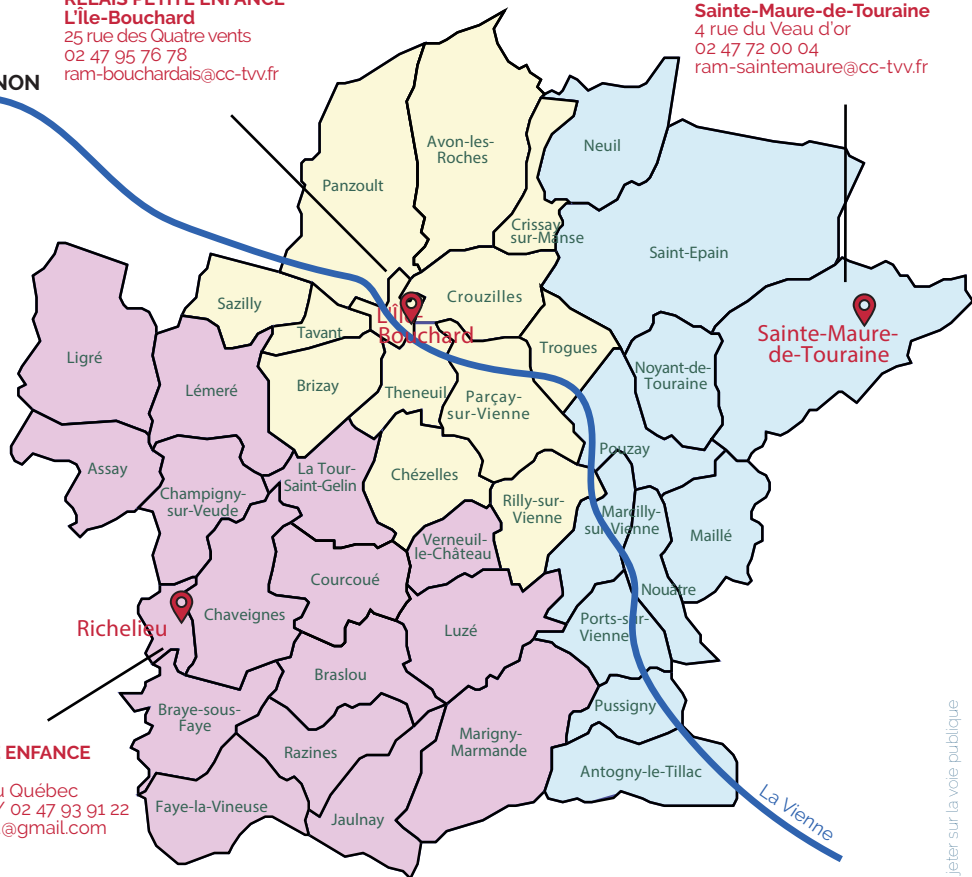 RELAIS PETITE ENFANCE
L'Île-Bouchard
25 rue des Quatre vents
02 47 95 76 78
ram-bouchardais@cc-tvv.fr
Sainte-Maure-de-Touraine
4 rue du Veau d'or
02 47 72 00 04
ram-saintemaure@cc-tvv.fr
NON
Avon-les-
Roches
Neuil
Panzoult
Crissay
sur-Manse
Saint-Epain
Sazilly
Crouzilles
L'Île-
Bouchard
Tavant
Trogues
Sainte-Maure-
de-Touraine
Ligré
Lémeré
Brizay
Theneuil
Parçay-
sur-Vienne
Noyant-de-
Touraine
Pouzay
Assay
La Tour-
Saint-Gelin
Chézelles
Champigny-
sur-Veude
Rilly-sur-
Vienne
Marcilly-
sur-Vienne
Maillé
Verneuil-
le-Château
Courcoué
Nouâtre
Chaveignes
Richelieu
Luzé
Ports-sur-
Vienne
Braslou
Braye-sous-
Faye
Pussigny
Marigny-
Marmande
Razines
Antogny-le-Tillac
ENFANCE
u Québec
/ 02 47 93 91 22
@gmail.com
Faye-la-Vineuse
Jaulnay
La Vienne
jeter sur la voie publique